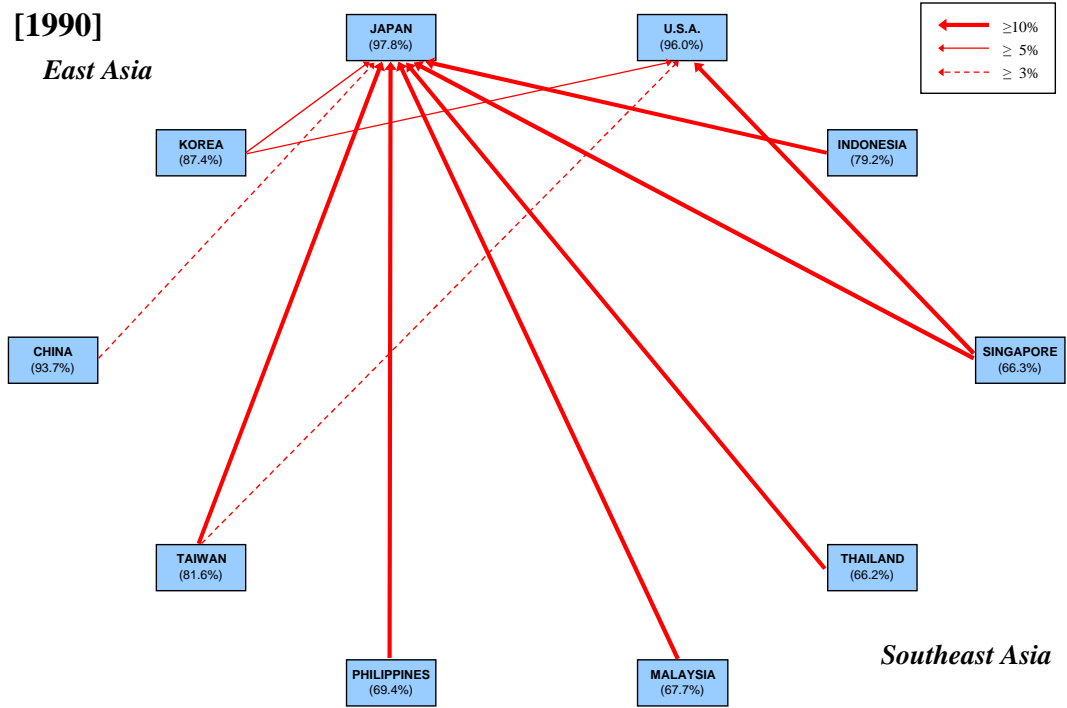 [1990]
East Asia
JAPAN
(97.8%)
U.S.A.
(96.0%)
≥10%
≥ 5%
≥ 3%
KOREA
(87.4%)
INDONESIA
(79.2%)
CHINA
(93.7%)
SINGAPORE
(66.3%)
TAIWAN
(81.6%)
THAILAND
(66.2%)
PHILIPPINES
(69.4%)
MALAYSIA
(67.7%)
Southeast Asia